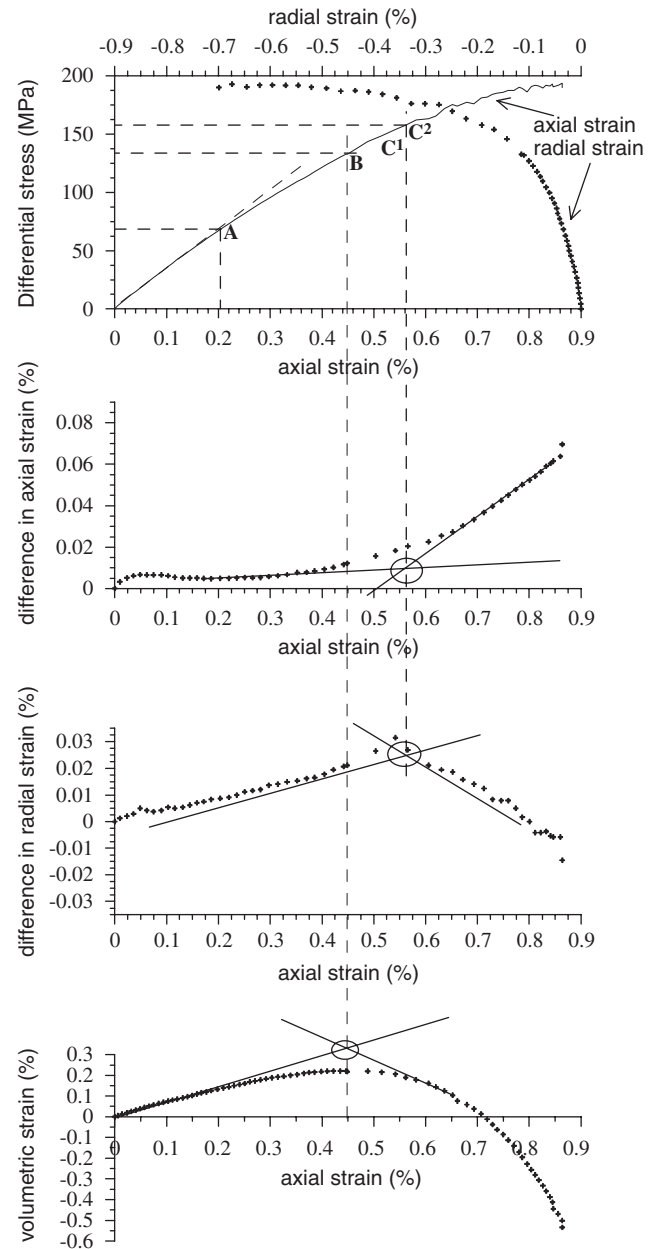 radial strain (%)
-0.9 -0.8 -0.7 -0.6 -0.5 -0.4 -0.3 -0.2 -0.1 0
Differential stress (MPa)
200
150
100
50
0
A
B
C1
C2
axial strain
radial strain
0 0.1 0.2 0.3 0.4 0.5 0.6 0.7 0.8 0.9
axial strain (%)
difference in axial strain (%)
0.08
0.06
0.04
0.02
0
0 0.1 0.2 0.3 0.4 0.5 0.6 0.7 0.8 0.9
axial strain (%)
difference in radial strain (%)
0.03
0.02
0.01
0
-0.01
-0.02
-0.03
0 0.1 0.2 0.3 0.4 0.5 0.6 0.7 0.8 0.9
axial strain (%)
volumetric strain (%)
0.3
0.2
0.1
0
-0.1
-0.2
-0.3
-0.4
-0.5
-0.6
0 0.1 0.2 0.3 0.4 0.5 0.6 0.7 0.8 0.9
axial strain (%)